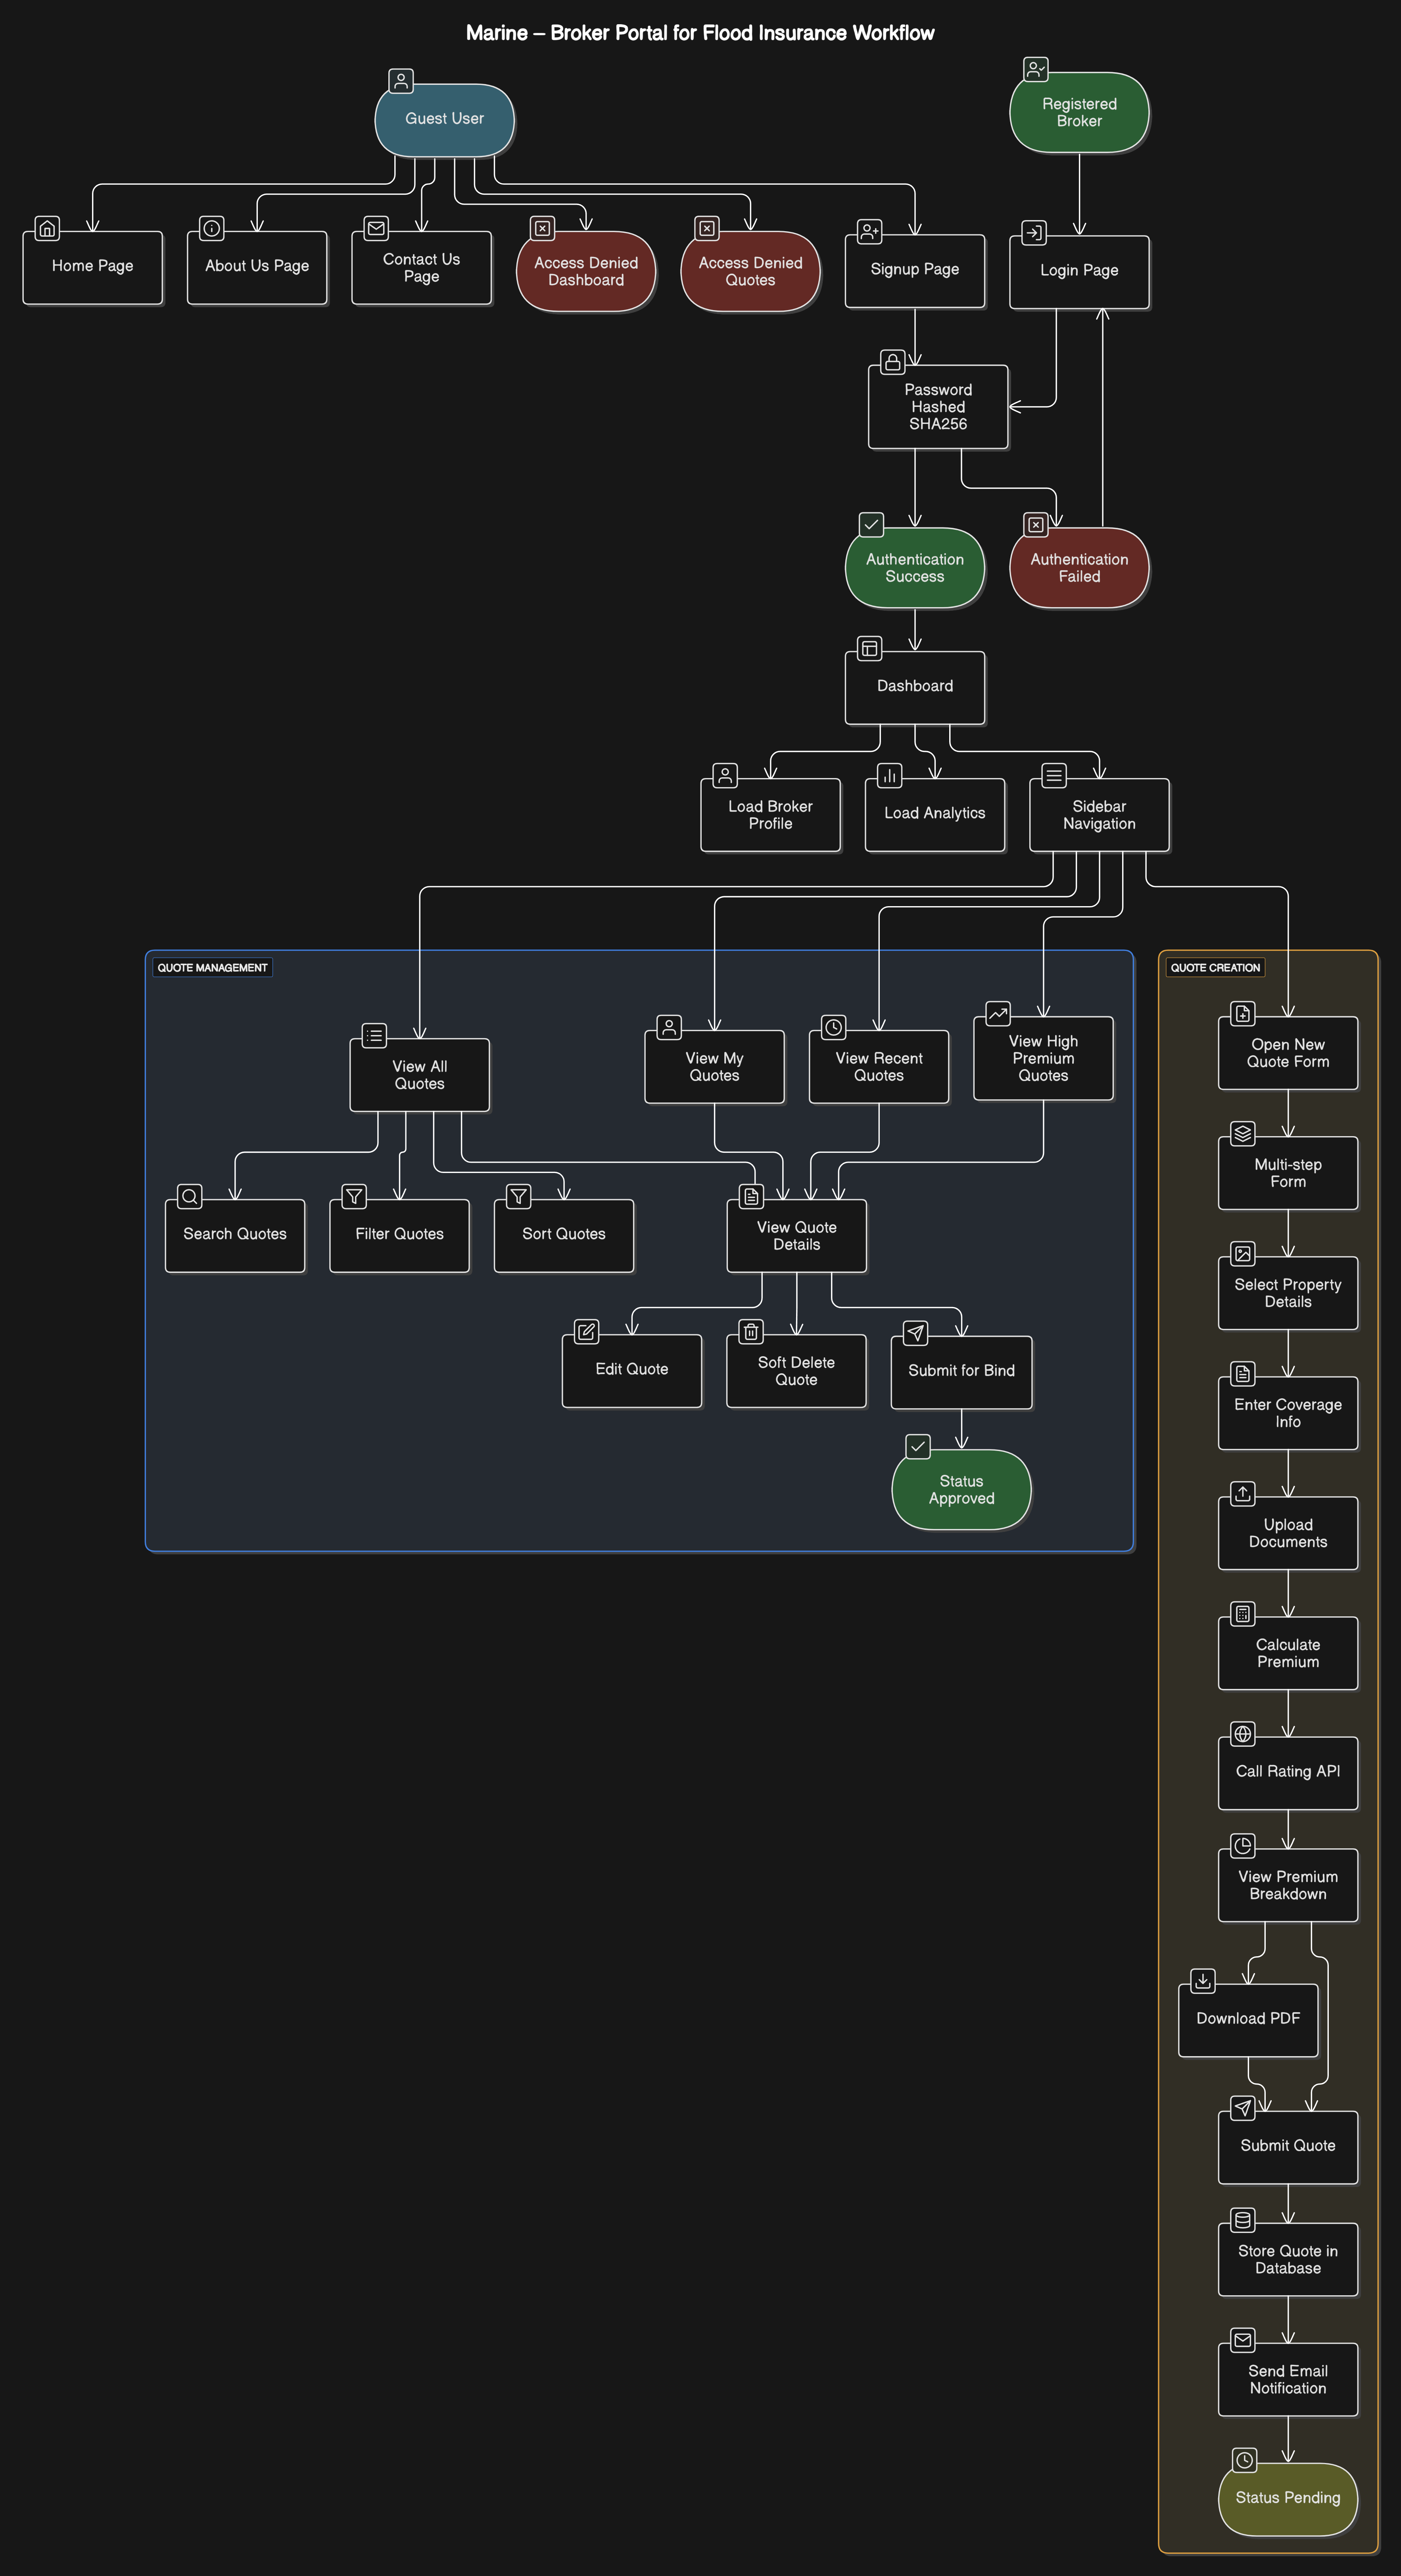 Marine – Broker Portal for Flood Insurance Workflow
Guest User
Registered
Broker
Home Page
About Us Page
Contact Us
Page
Access Denied
Dashboard
Access Denied
Quotes
Signup Page
Login Page
Password
Hashed
SHA256
Authentication
Success
Authentication
Failed
Dashboard
Load Broker
Profile
Load Analytics
Sidebar
Navigation
QUOTE MANAGEMENT
View All
Quotes
View My
Quotes
View Recent
Quotes
View High
Premium
Quotes
Search Quotes
Filter Quotes
Sort Quotes
View Quote
Details
Edit Quote
Soft Delete
Quote
Submit for Bind
Status
Approved
QUOTE CREATION
Open New
Quote Form
Multi-step
Form
Select Property
Details
Enter Coverage
Info
Upload
Documents
Calculate
Premium
Call Rating API
View Premium
Breakdown
Download PDF
Submit Quote
Store Quote in
Database
Send Email
Notification
Status Pending